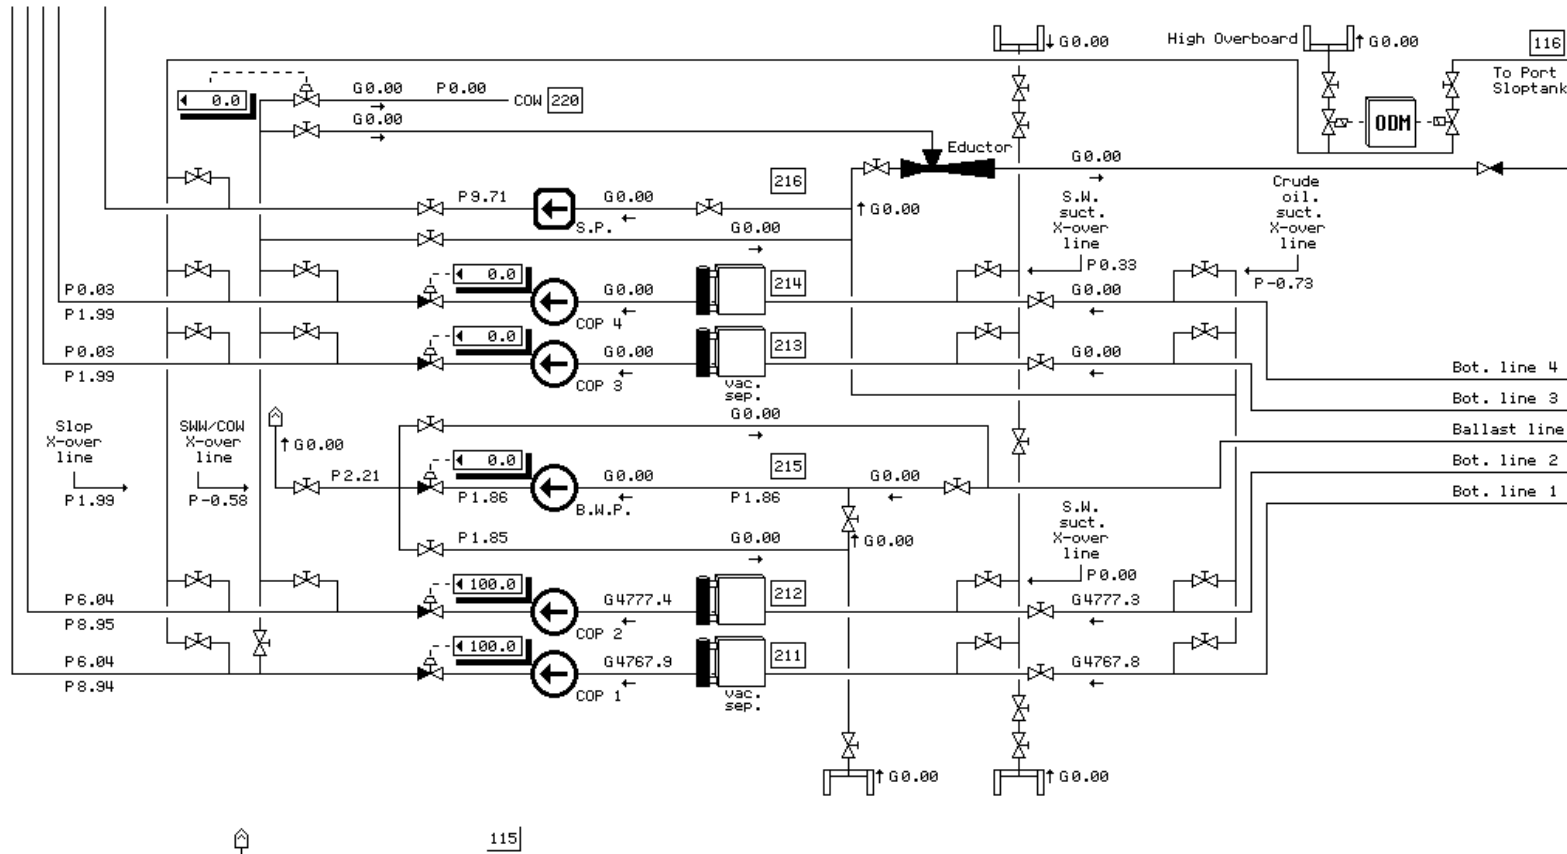 G0.00
High Overboard
G0.00
116
To Port
Sloptank
0.0
G0.00 P0.00
COW 220
G0.00
ODM
Eductor
G0.00
216
P9.71
G0.00
S.P.
G0.00
G0.00
S.W.
suct.
X-over
line
P0.33
Crude
oil.
suct.
X-over
line
P-0.73
P0.03
P1.99
0.0
COP 4
G0.00
214
G0.00
P0.03
P1.99
0.0
COP 3
G0.00
213
vac.
sep.
G0.00
Bot. line 4
Bot. line 3
Ballast line
Bot. line 2
Bot. line 1
Slop
X-over
line
P1.99
SWW/COW
X-over
line
P-0.58
G0.00
P2.21
G0.00
0.0
P1.86
B.W.P.
G0.00
215
P1.86
G0.00
P1.85
G0.00
G0.00
S.W.
suct.
X-over
line
P0.00
P6.04
P8.95
100.0
COP 2
G4777.4
212
G4777.3
P6.04
P8.94
100.0
COP 1
G4767.9
211
vac.
sep.
G4767.8
G0.00
G0.00
115